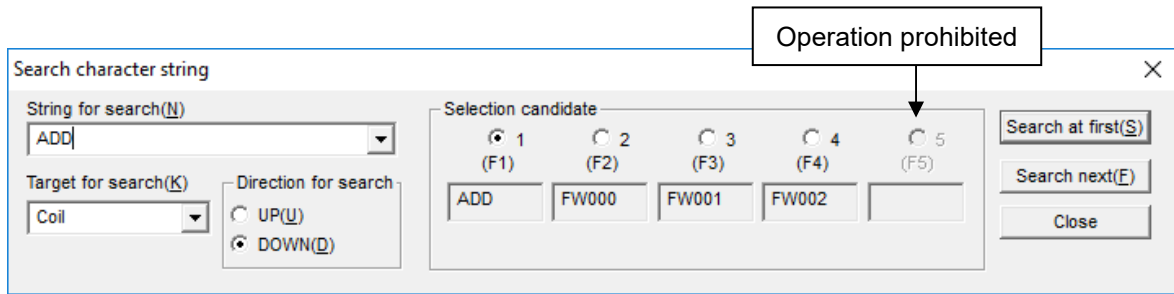 Operation prohibited
Search character string
String for search(N)
ADD
Target for search(K)
Coil
Direction for search
UP(U)
DOWN(D)
Selection candidate
1 2 3 4 5
(F1) (F2) (F3) (F4) (F5)
ADD FW000 FW001 FW002
Search at first(S)
Search next(F)
Close